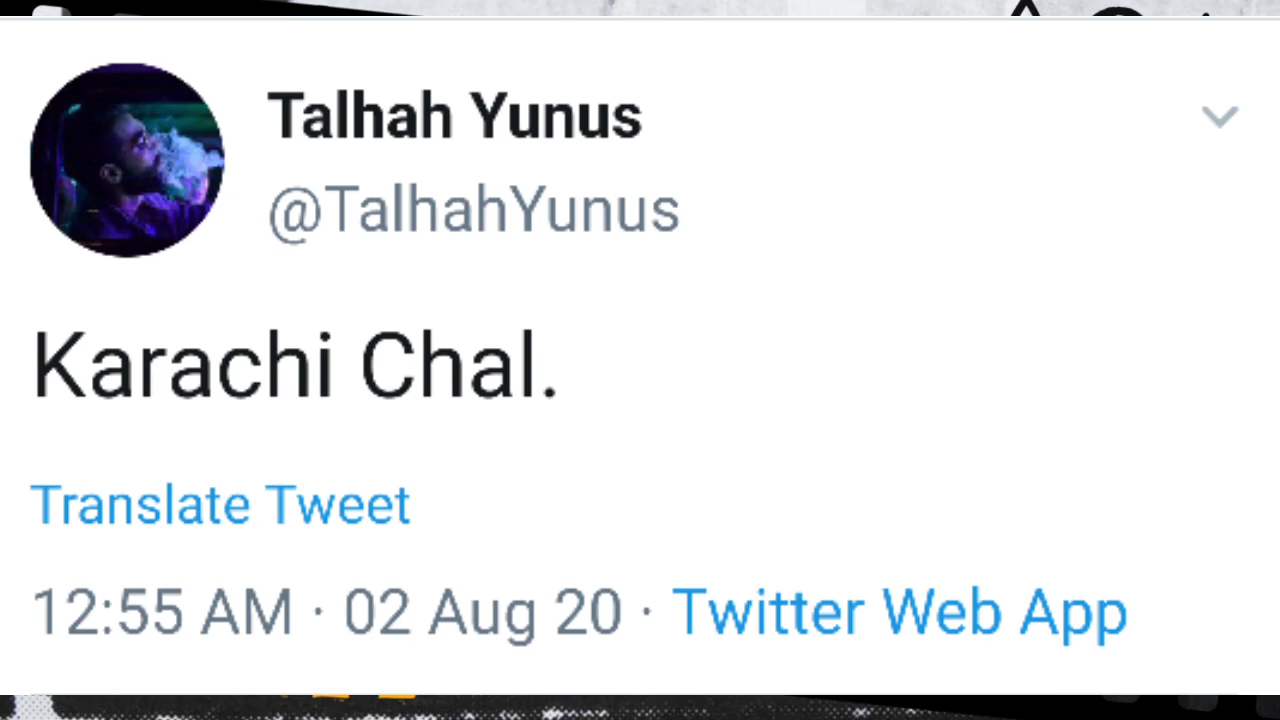 Talhah Yunus
@TalhahYunus
Karachi Chal.
Translate Tweet
12:55 AM · 02 Aug 20 · Twitter Web App